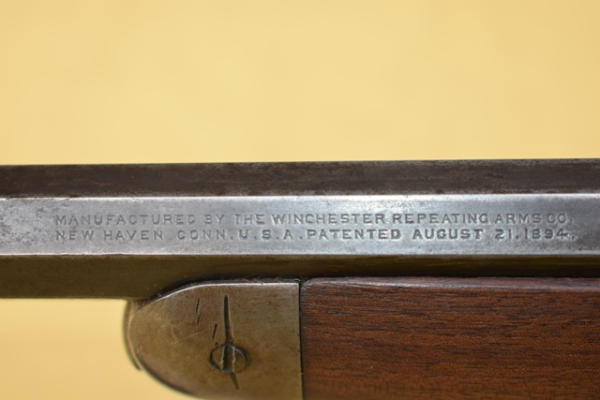 MANUFACTURED BY THE WINCHESTER REPEATING ARMS CO.
NEW HAVEN. CONN. U.S.A. PATENTED AUGUST 21. 1894.